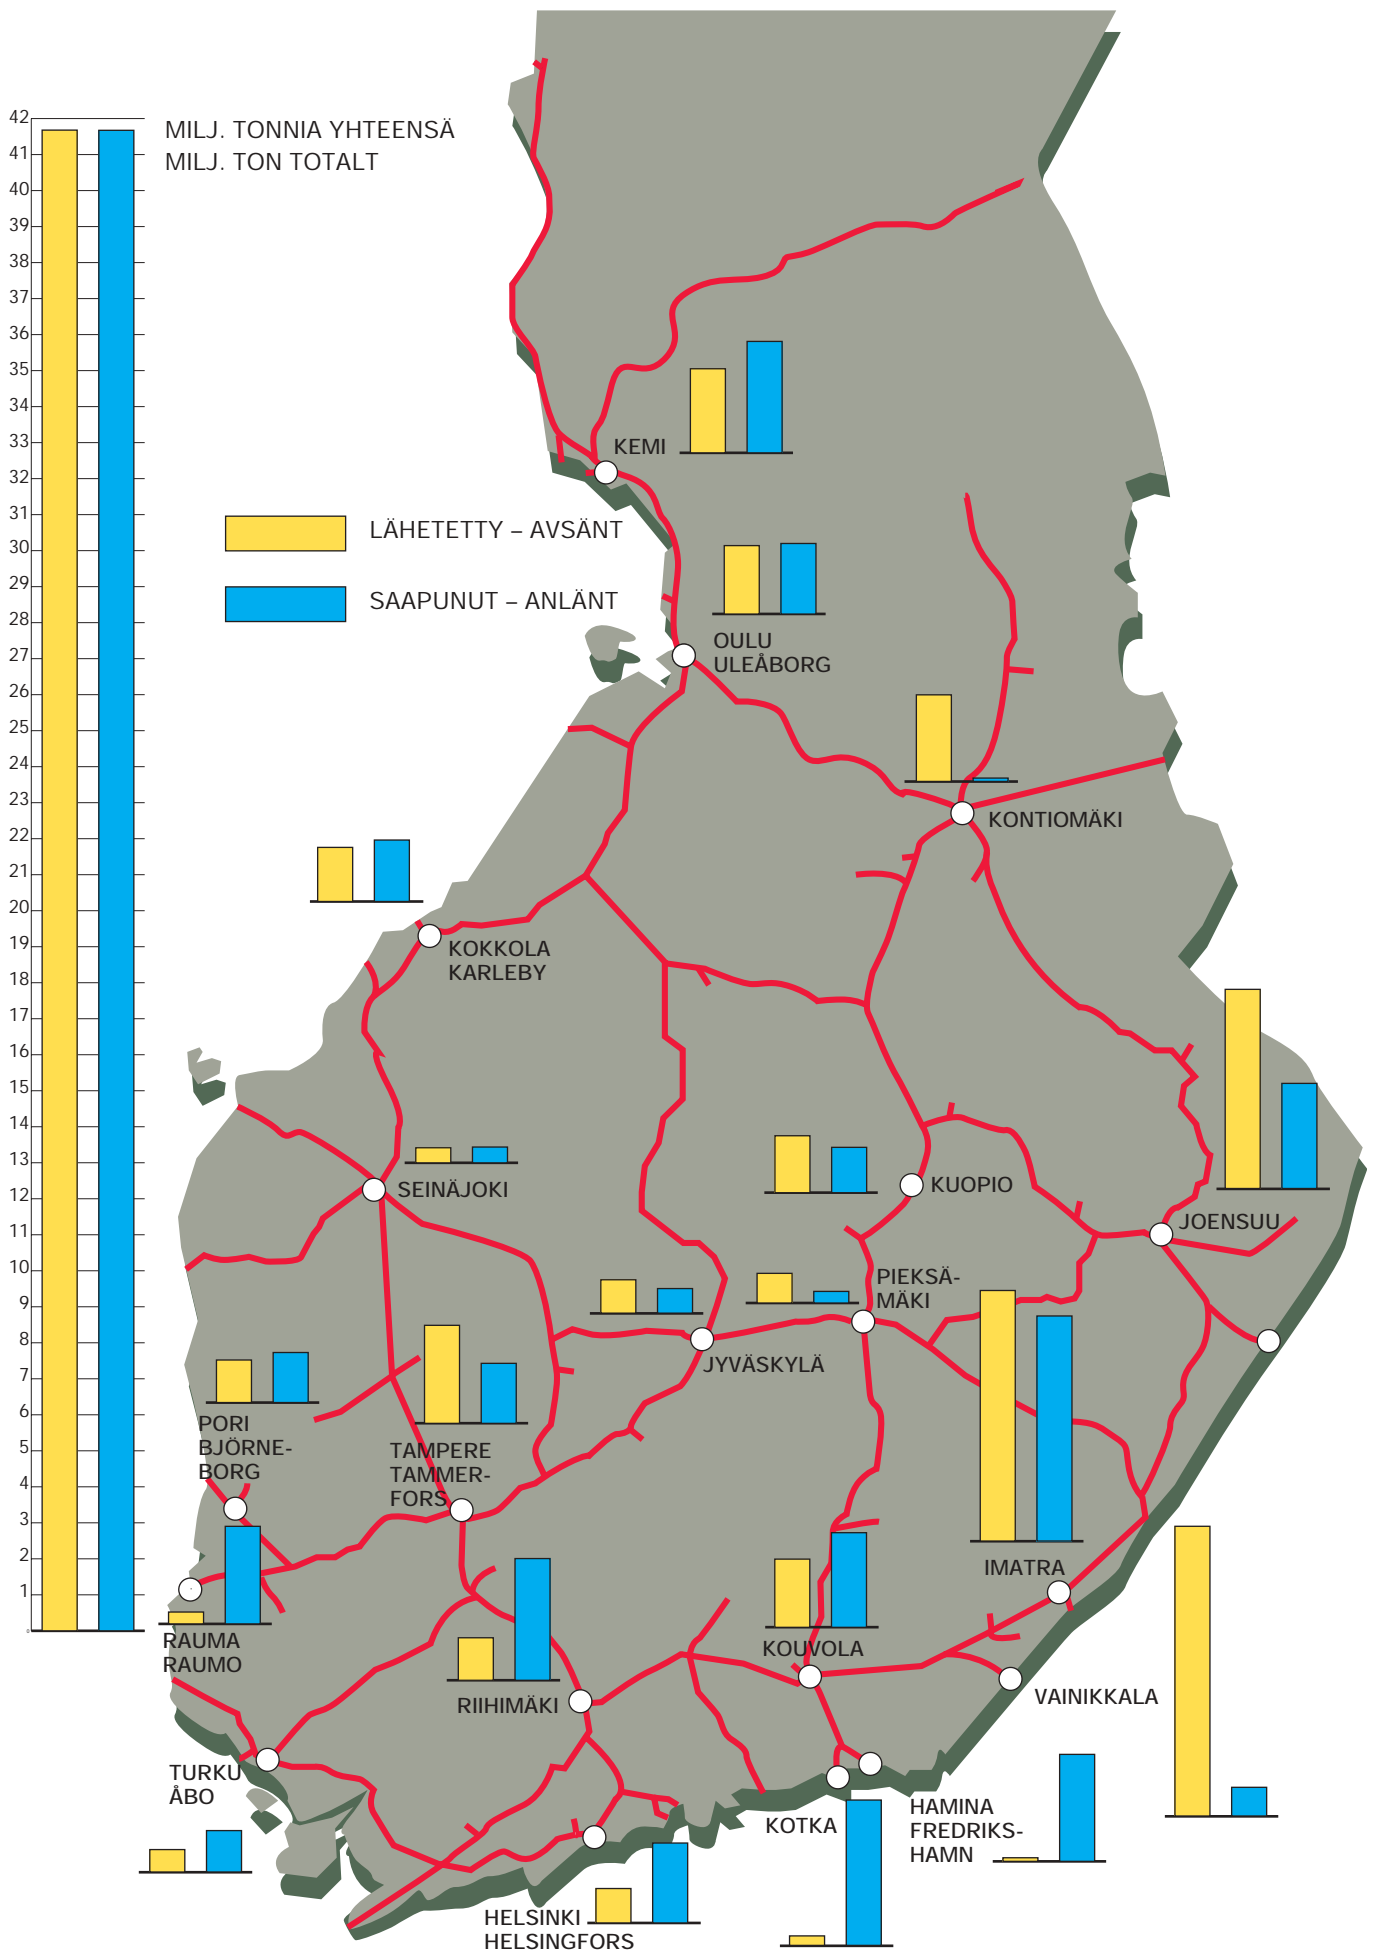 42
41
40
39
38
37
36
35
34
33
32
31
30
29
28
27
26
25
24
23
22
21
20
19
18
17
16
15
14
13
12
11
10
9
8
7
6
5
4
3
2
1
MILJ. TONNIA YHTEENSÄ
MILJ. TON TOTALT
LÄHETETTY – AVSÄNT
SAAPUNUT – ANLÄNT
KEMI
OULU
ULEÅBORG
KONTIOMÄKI
KOKKOLA
KARLEBY
SEINÄJOKI
KUOPIO
JOENSUU
PIEKSÄ-
MÄKI
JYVÄSKYLÄ
PORI
BJÖRNE-
BORG
TAMPERE
TAMMER-
FORS
IMATRA
RAUMA
RAUMO
KOUVOLA
RIIHIMÄKI
VAINIKKALA
TURKU
ÅBO
KOTKA
HAMINA
FREDRIKS-
HAMN
HELSINKI
HELSINGFORS